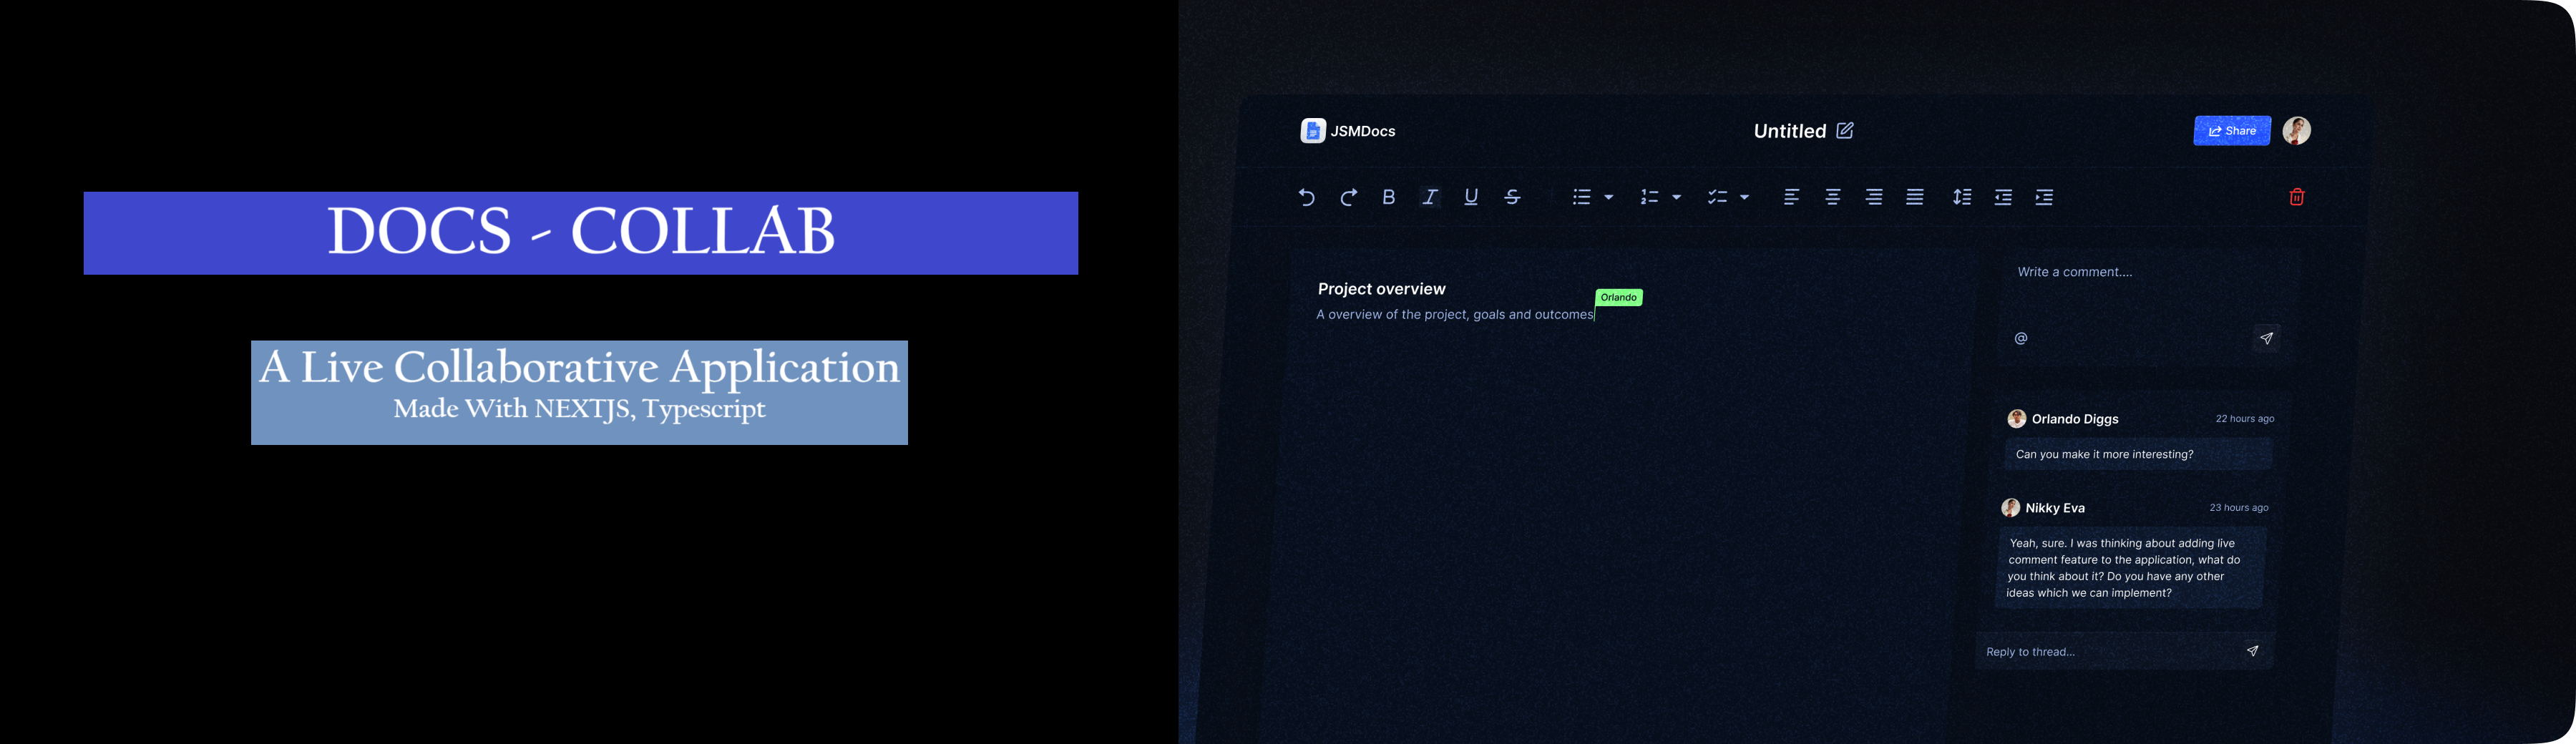 DOCS - COLLAB
A Live Collaborative Application
Made With NEXTJS, Typescript
JSMDocs
Untitled
Share
Project overview
Orlando
A overview of the project, goals and outcomes
Write a comment....
@
Orlando Diggs
22 hours ago
Can you make it more interesting?
Nikky Eva
23 hours ago
Yeah, sure. I was thinking about adding live
comment feature to the application, what do
you think about it? Do you have any other
ideas which we can implement?
Reply to thread...